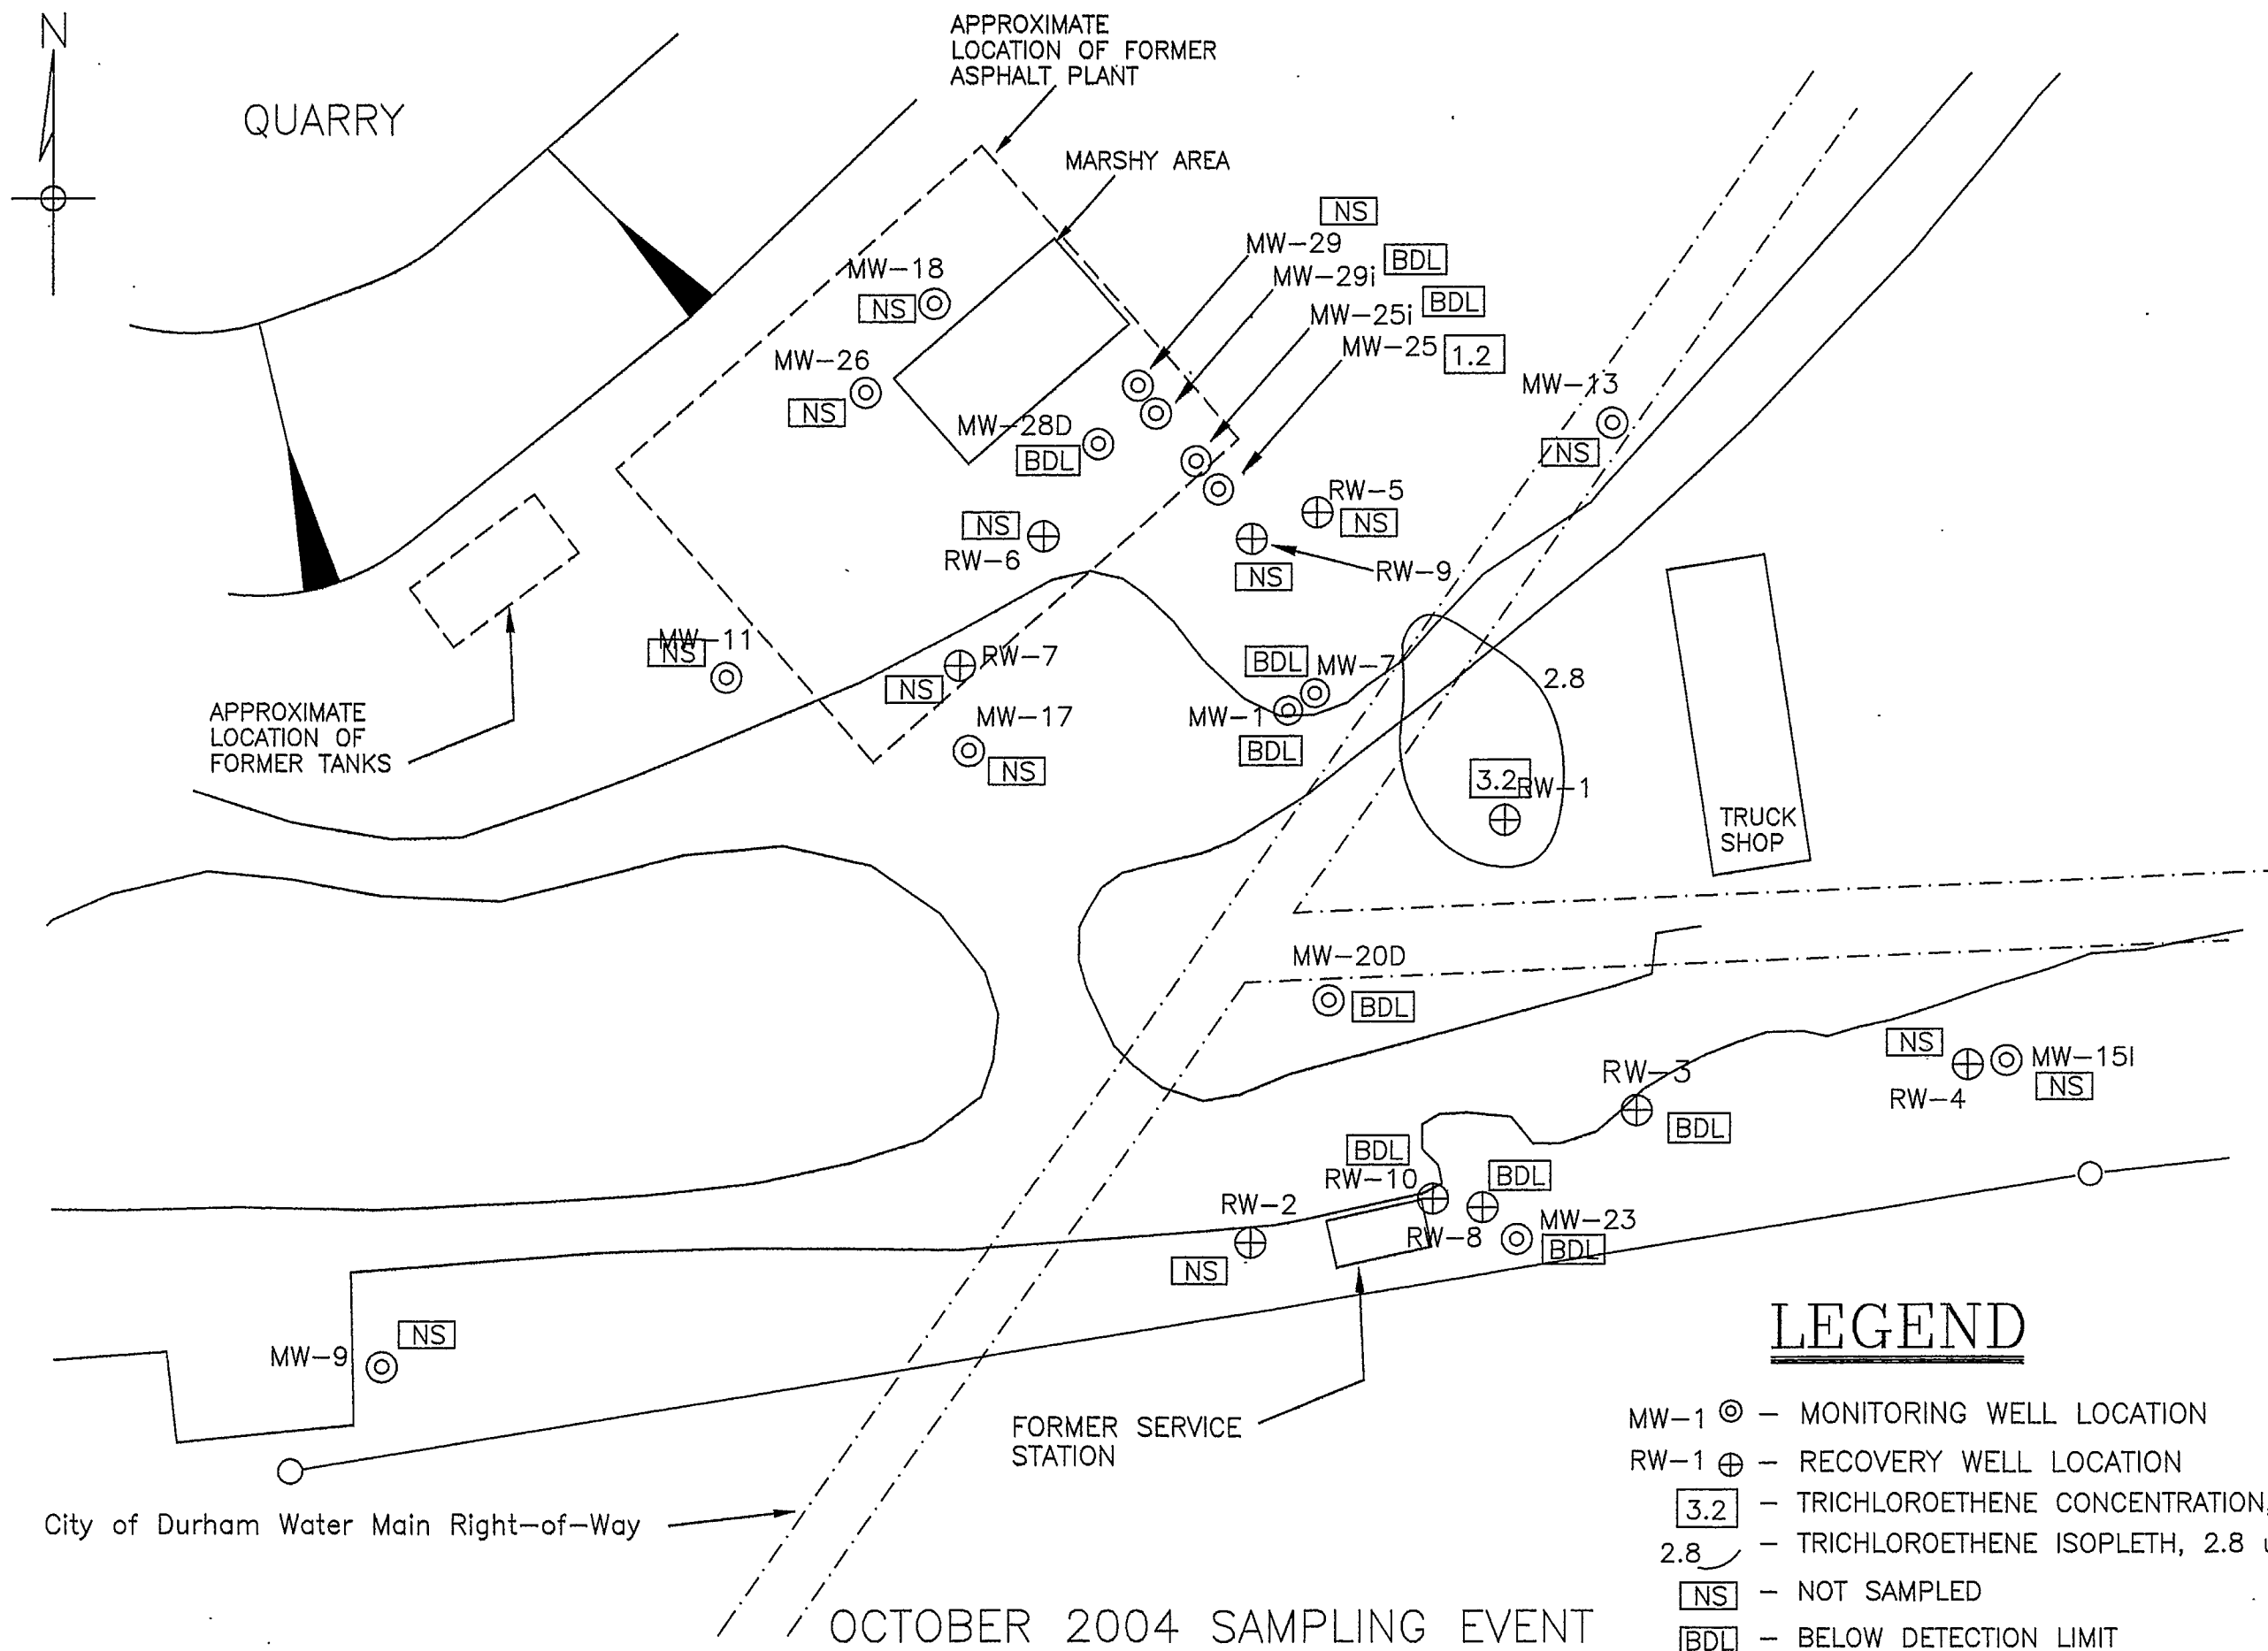 N
QUARRY
APPROXIMATE
LOCATION OF FORMER
ASPHALT PLANT
MARSHY AREA
NS
MW-29
BDL
MW-29i
BDL
MW-25i
MW-25
1.2
MW-18
NS
MW-26
NS
MW-28D
BDL
MW-13
NS
RW-5
NS
NS
RW-6
RW-9
NS
MW-11
NS
RW-7
NS
MW-17
NS
BDL
MW-7
MW-1
BDL
2.8
3.2
RW-1
TRUCK
SHOP
APPROXIMATE
LOCATION OF
FORMER TANKS
MW-20D
BDL
NS
RW-4
MW-15I
NS
RW-3
BDL
BDL
RW-10
BDL
RW-8
MW-23
BDL
RW-2
NS
MW-9
NS
FORMER SERVICE
STATION
City of Durham Water Main Right-of-Way
LEGEND
MW-1 – MONITORING WELL LOCATION
RW-1 – RECOVERY WELL LOCATION
3.2 – TRICHLOROETHENE CONCENTRATION,
2.8 – TRICHLOROETHENE ISOPLETH, 2.8 u
NS – NOT SAMPLED
BDL – BELOW DETECTION LIMIT
OCTOBER 2004 SAMPLING EVENT